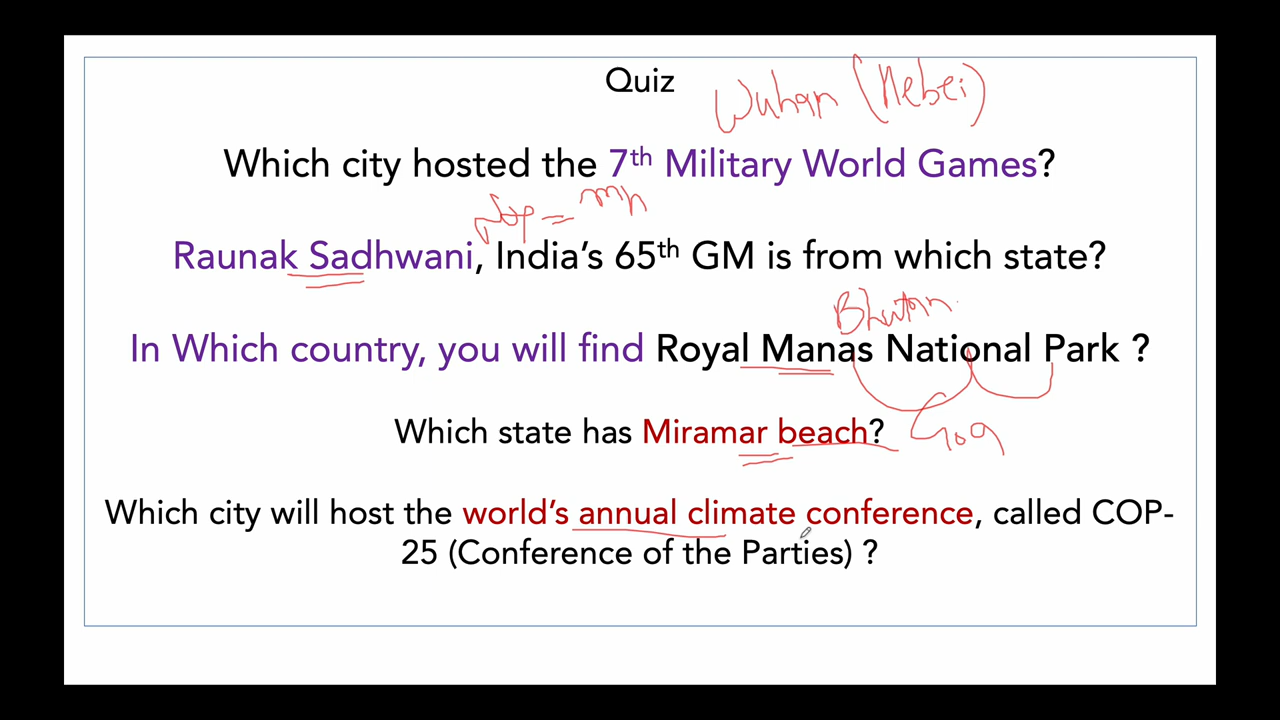 Quiz
Wuhan (Hebei)
Which city hosted the 7th Military World Games?
= mh
Raunak Sadhwani, India’s 65th GM is from which state?
Bhutan
In Which country, you will find Royal Manas National Park ?
Which state has Miramar beach? Goa
Which city will host the world’s annual climate conference, called COP-
25 (Conference of the Parties) ?